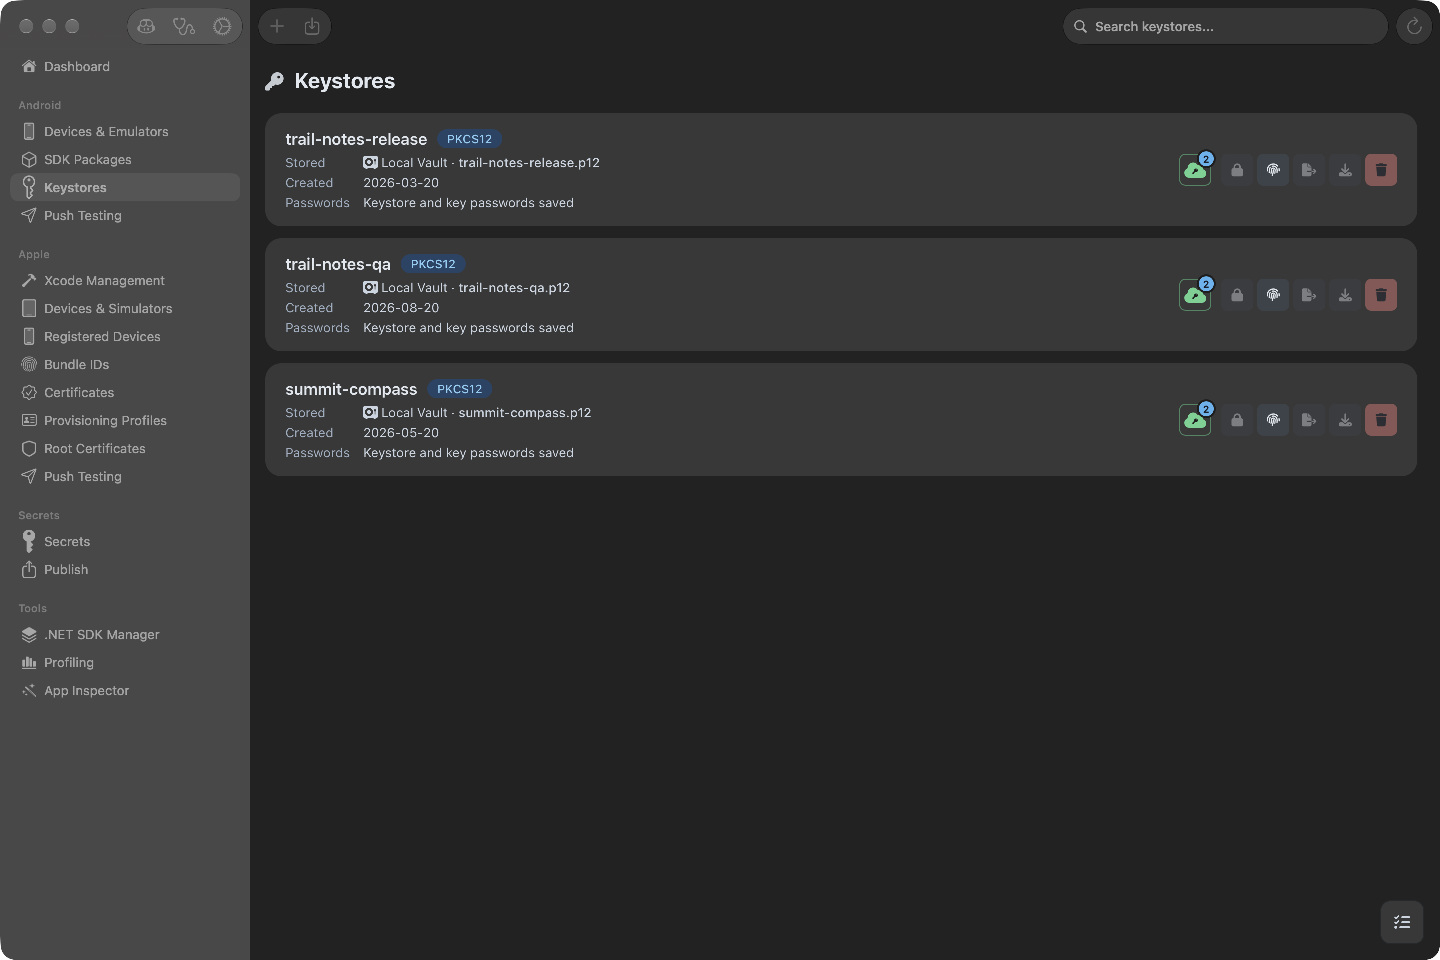 Dashboard
Android
Devices & Emulators
SDK Packages
Keystores
Push Testing
Apple
Xcode Management
Devices & Simulators
Registered Devices
Bundle IDs
Certificates
Provisioning Profiles
Root Certificates
Push Testing
Secrets
Secrets
Publish
Tools
.NET SDK Manager
Profiling
App Inspector
Search keystores...
Keystores
trail-notes-release PKCS12
Stored Local Vault · trail-notes-release.p12
Created 2026-03-20
Passwords Keystore and key passwords saved
2
trail-notes-qa PKCS12
Stored Local Vault · trail-notes-qa.p12
Created 2026-08-20
Passwords Keystore and key passwords saved
2
summit-compass PKCS12
Stored Local Vault · summit-compass.p12
Created 2026-05-20
Passwords Keystore and key passwords saved
2